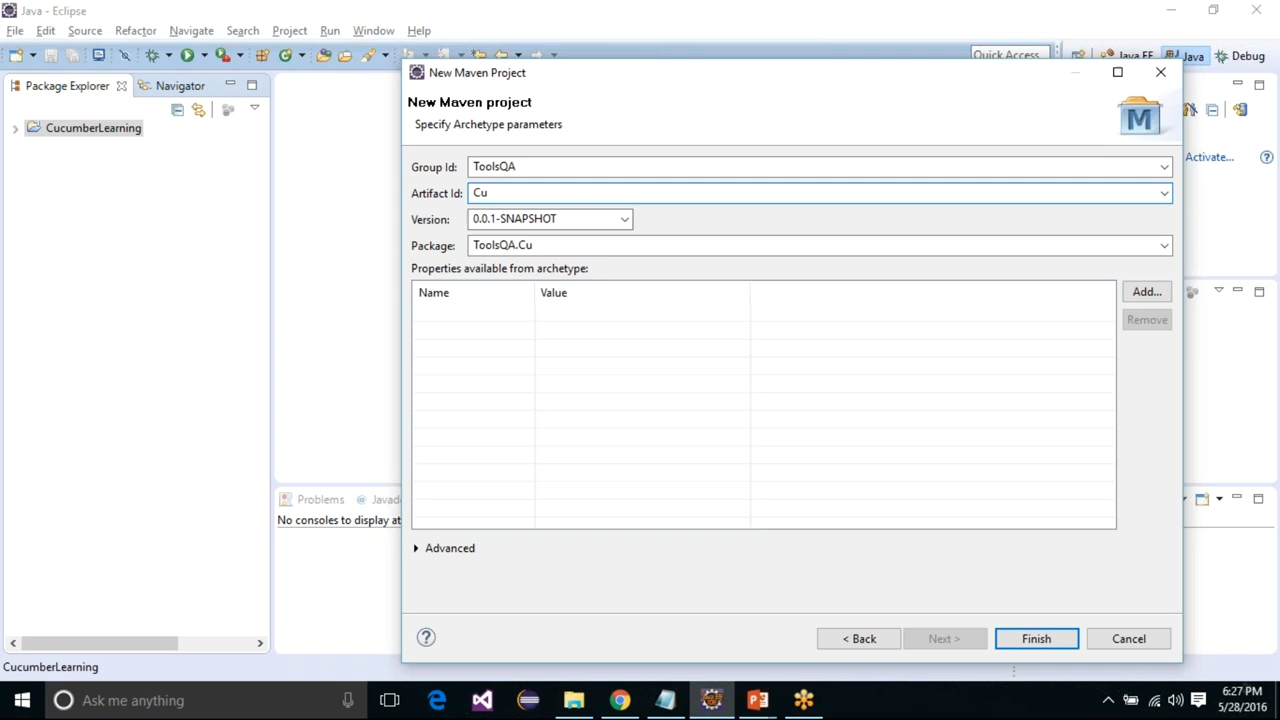 Java - Eclipse
File Edit Source Refactor Navigate Search Project Run Window Help
Quick Access
Java EE
Java
Debug
Package Explorer
Navigator
CucumberLearning
New Maven Project
New Maven project
Specify Archetype parameters
M
Group Id: ToolsQA
Artifact Id: Cu
Version: 0.0.1-SNAPSHOT
Package: ToolsQA.Cu
Properties available from archetype:
Name Value
Add...
Remove
Activate...
Problems
@ Javad
No consoles to display at
Advanced
< Back Next > Finish Cancel
CucumberLearning
Ask me anything
6:27 PM
5/28/2016